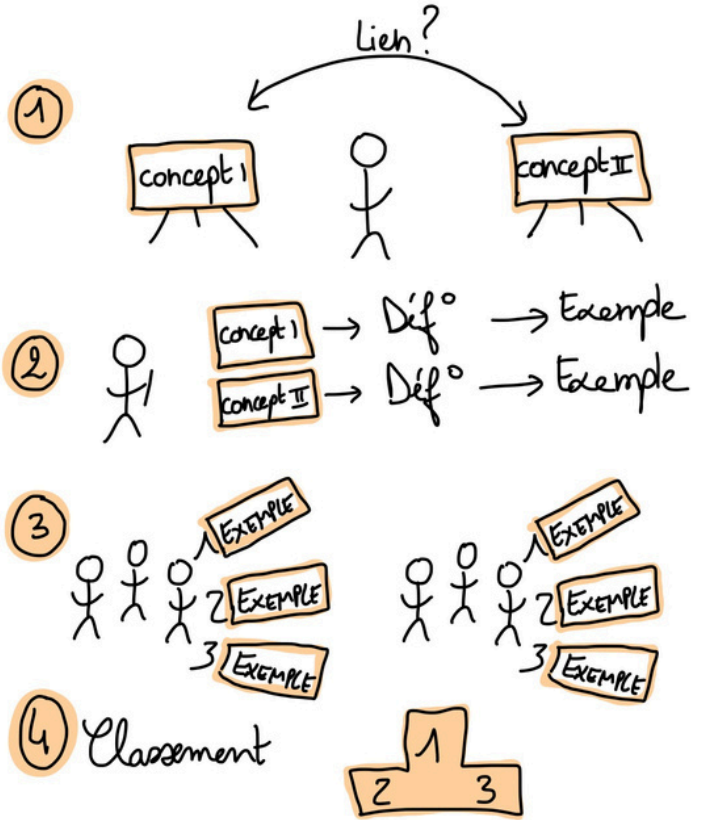 Lien?
1
concept I
concept II
2
concept I → Déf° → Exemple
concept II → Déf° → Exemple
3
1 EXEMPLE
2 EXEMPLE
3 EXEMPLE
1 EXEMPLE
2 EXEMPLE
3 EXEMPLE
4 Classement
1
2 3